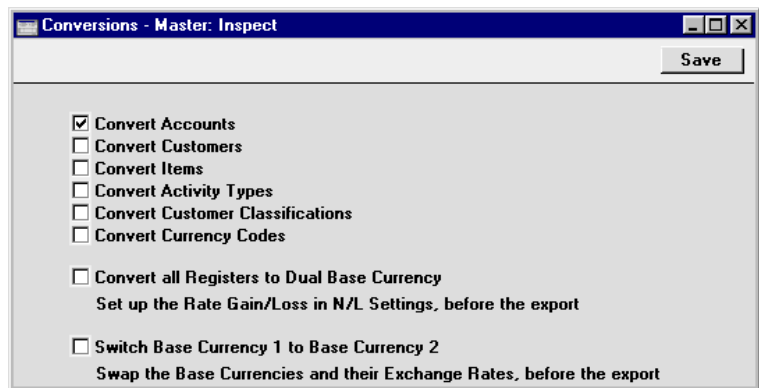 Conversions - Master: Inspect
Save
Convert Accounts
Convert Customers
Convert Items
Convert Activity Types
Convert Customer Classifications
Convert Currency Codes
Convert all Registers to Dual Base Currency
Set up the Rate Gain/Loss in N/L Settings, before the export
Switch Base Currency 1 to Base Currency 2
Swap the Base Currencies and their Exchange Rates, before the export